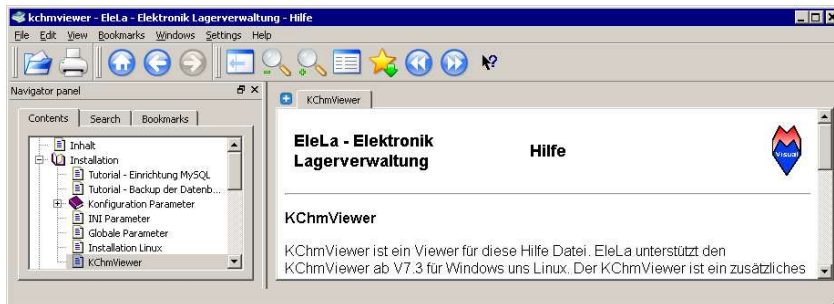 kchmviewer - EleLa - Elektronik Lagerverwaltung - Hilfe
File Edit View Bookmarks Windows Settings Help
Navigator panel
Contents Search Bookmarks
Inhalt
Installation
Tutorial - Einrichtung MySQL
Tutorial - Backup der Datenb...
Konfiguration Parameter
INI Parameter
Globale Parameter
Installation Linux
KChmViewer
KChmViewer
EleLa - Elektronik
Lagerverwaltung
Hilfe
Visual
KChmViewer
KChmViewer ist ein Viewer für diese Hilfe Datei. EleLa unterstützt den
KChmViewer ab V7.3 für Windows uns Linux. Der KChmViewer ist ein zusätzliches